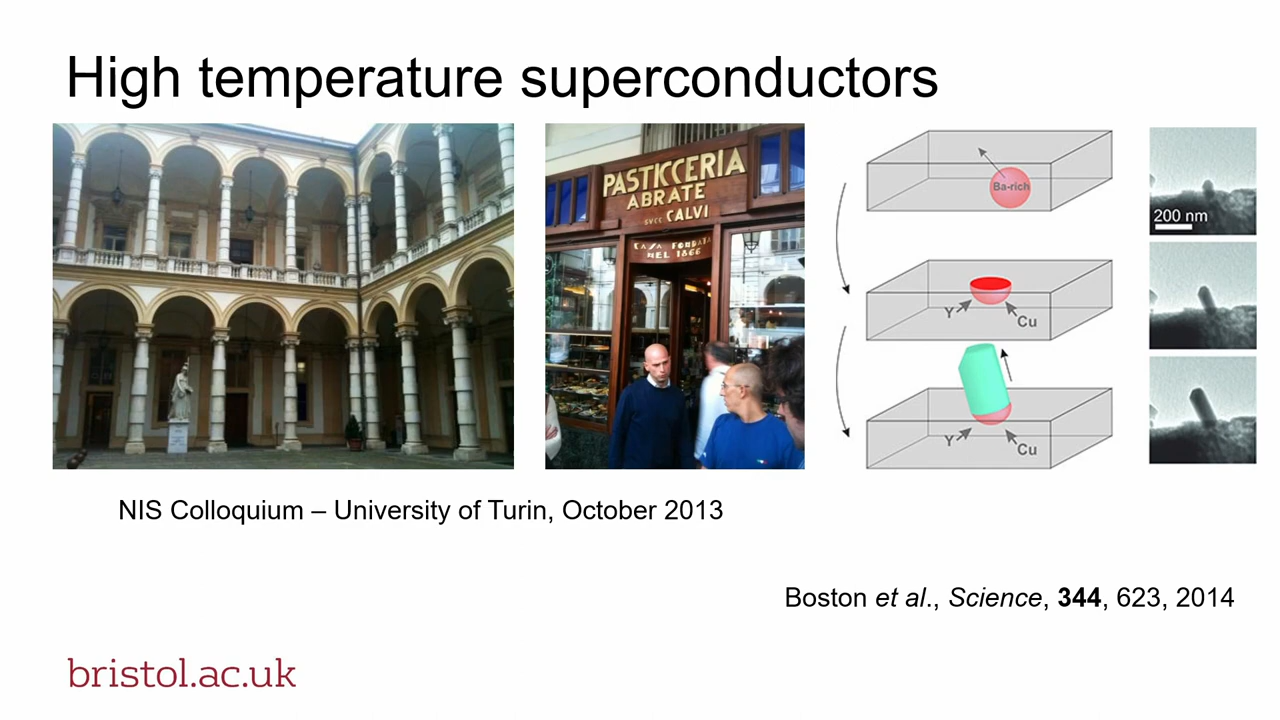 High temperature superconductors
PASTICCERIA
ABRATE
SUCC CALVI
CASA FONDATA
NEL 1866
Ba-rich
Y
Cu
Y
Cu
200 nm
NIS Colloquium – University of Turin, October 2013
Boston et al., Science, 344, 623, 2014
bristol.ac.uk